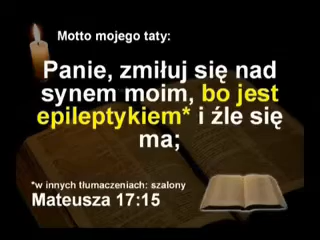 Motto mojego taty:
Panie, zmiłuj się nad
synem moim, bo jest
epileptykiem* i źle się
ma;
*w innych tłumaczeniach: szalony
Mateusza 17:15